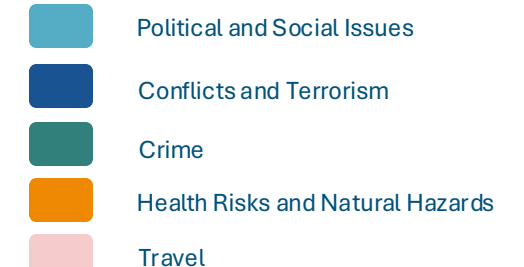 Political and Social Issues
Conflicts and Terrorism
Crime
Health Risks and Natural Hazards
Travel